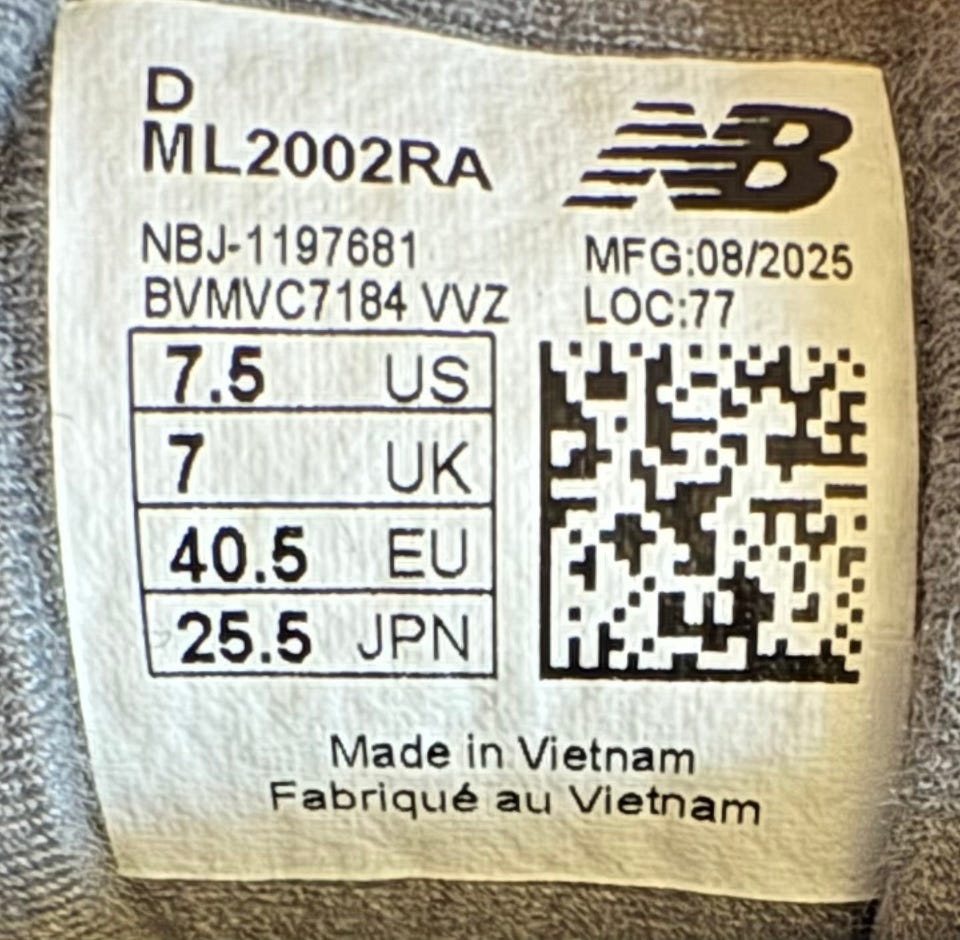 D
ML2002RA
NB
NBJ-1197681
BVMVC7184 VVZ
MFG:08/2025
LOC:77
7.5 US
7 UK
40.5 EU
25.5 JPN
Made in Vietnam
Fabriqué au Vietnam